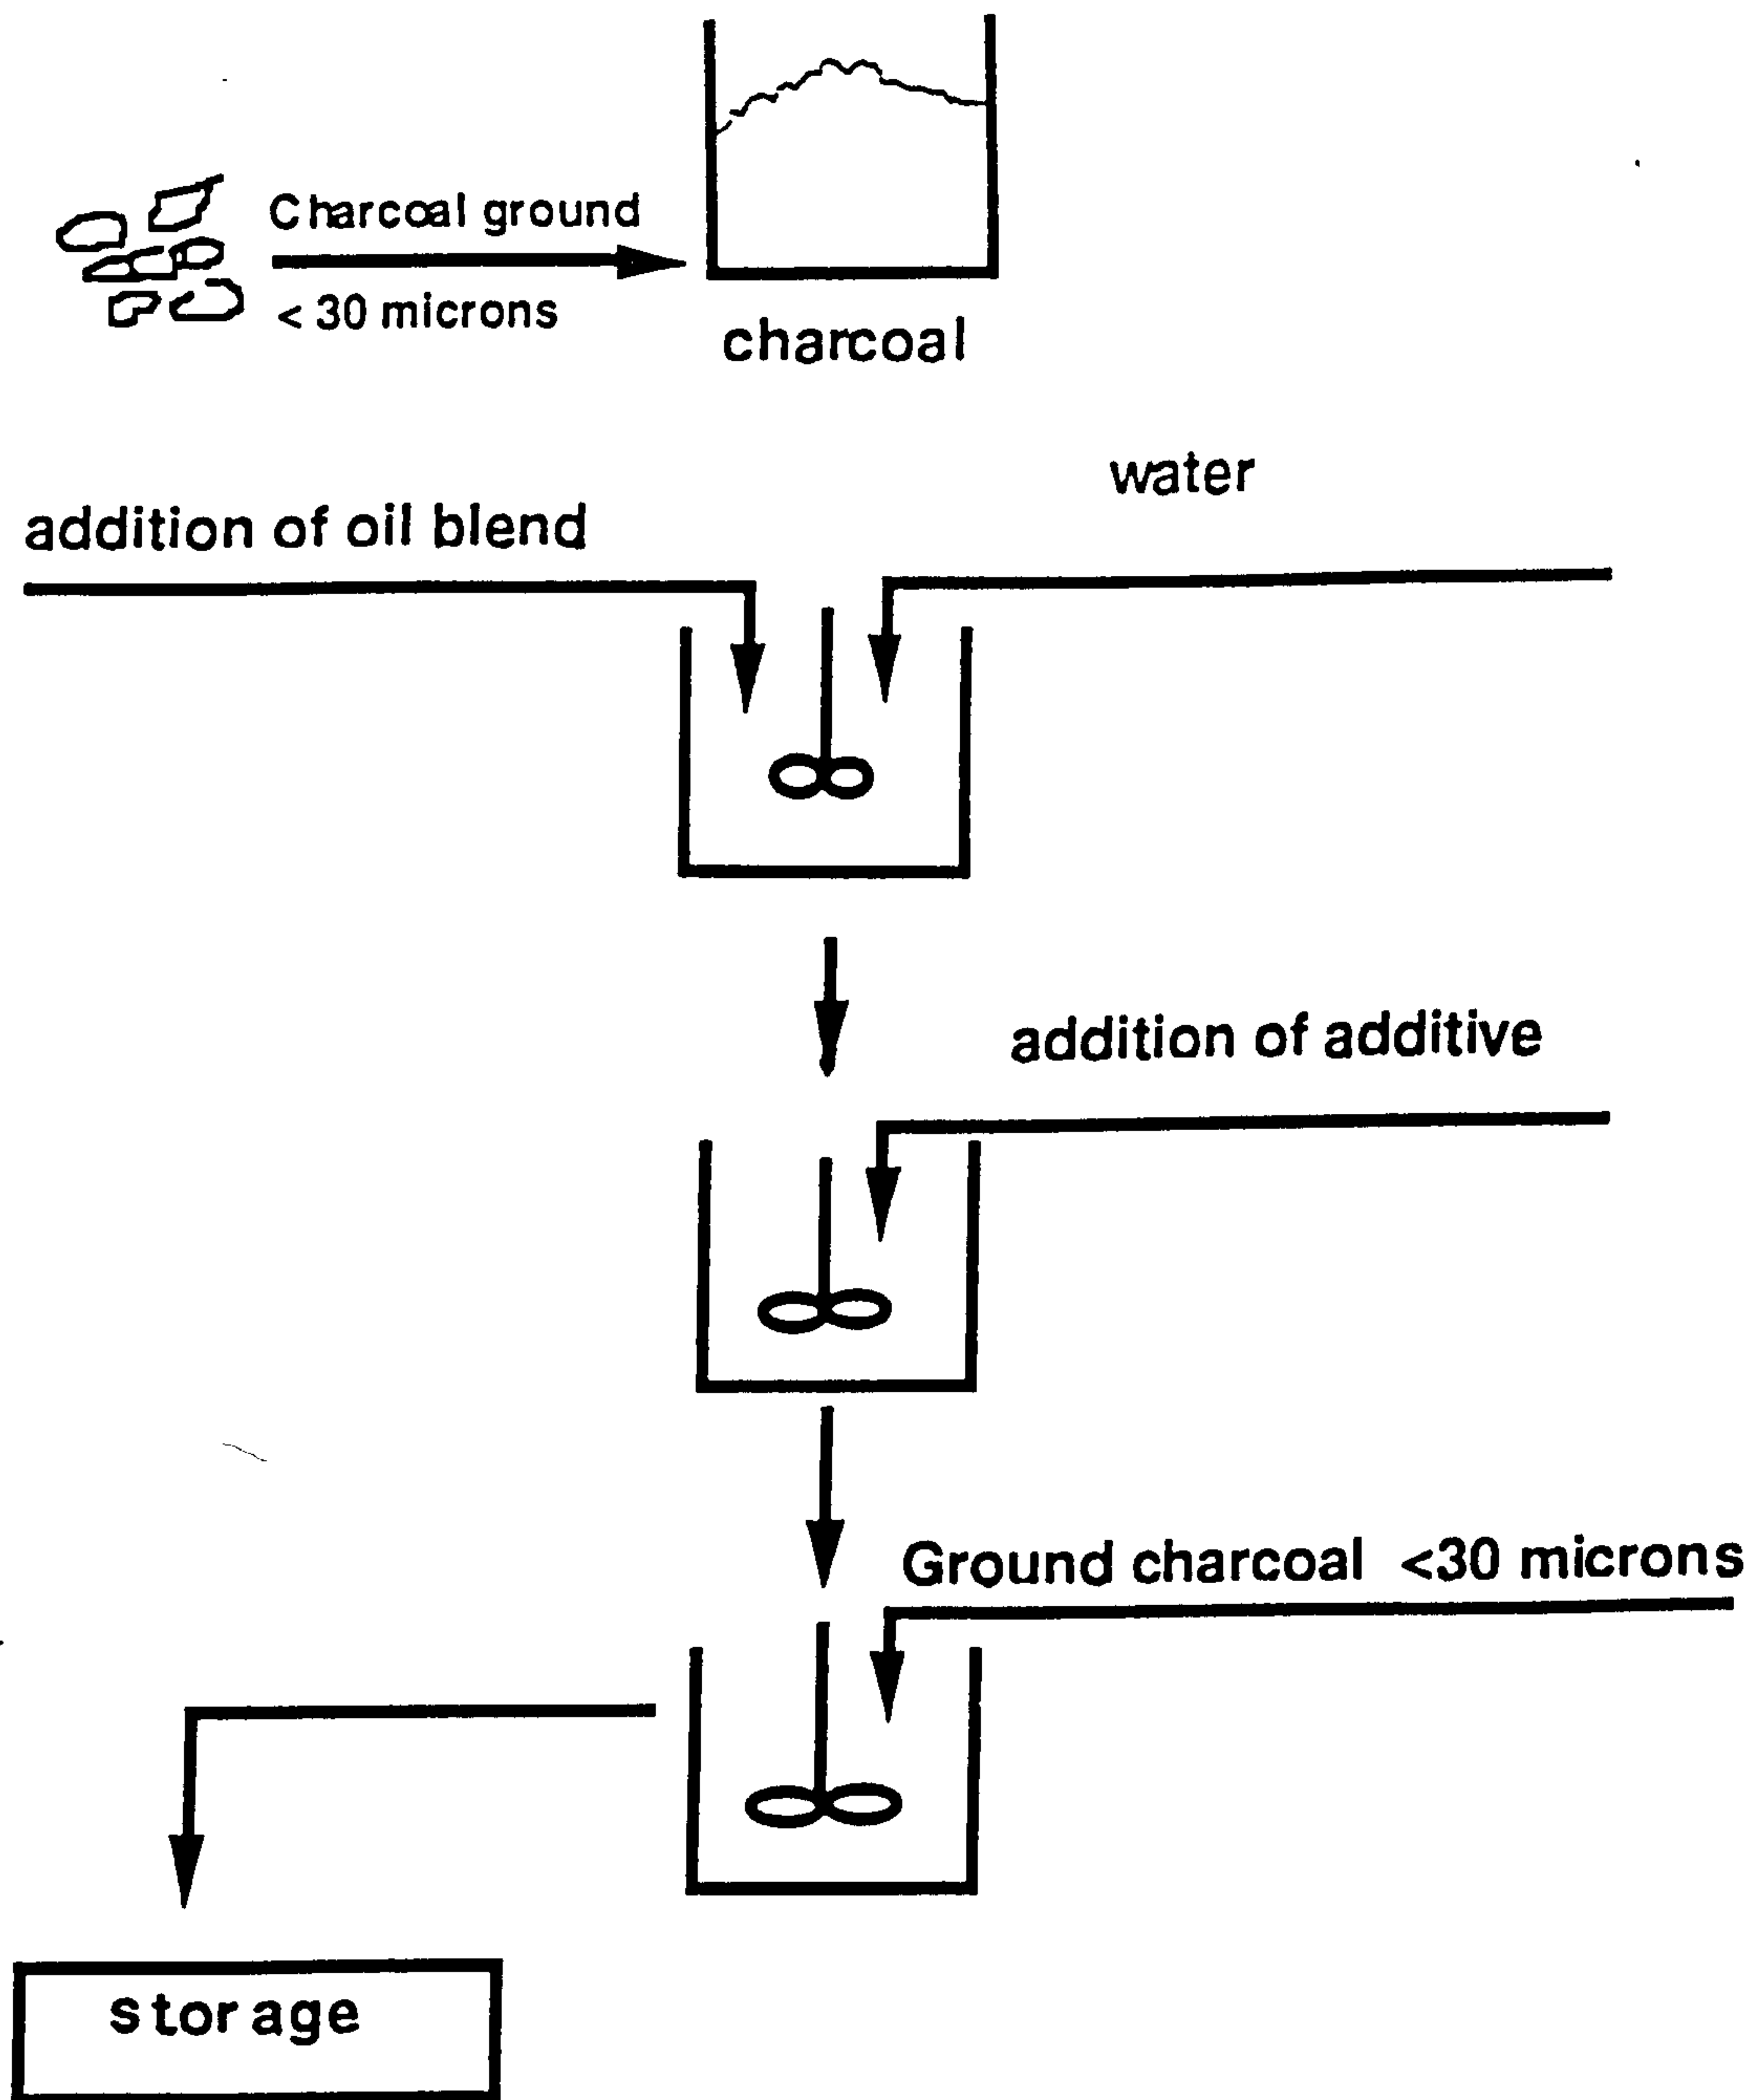 Charcoal ground
< 30 microns
charcoal
water
addition of oil blend
addition of additive
Ground charcoal <30 microns
storage